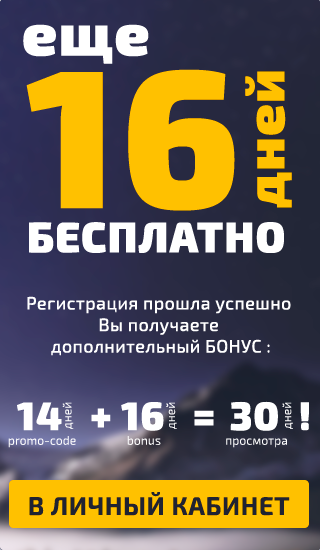 еще
16 дней
БЕСПЛАТНО
Регистрация прошла успешно
Вы получаете
дополнительный БОНУС :
14 дней + 16 дней = 30 дней !
promo-code bonus просмотра
В ЛИЧНЫЙ КАБИНЕТ